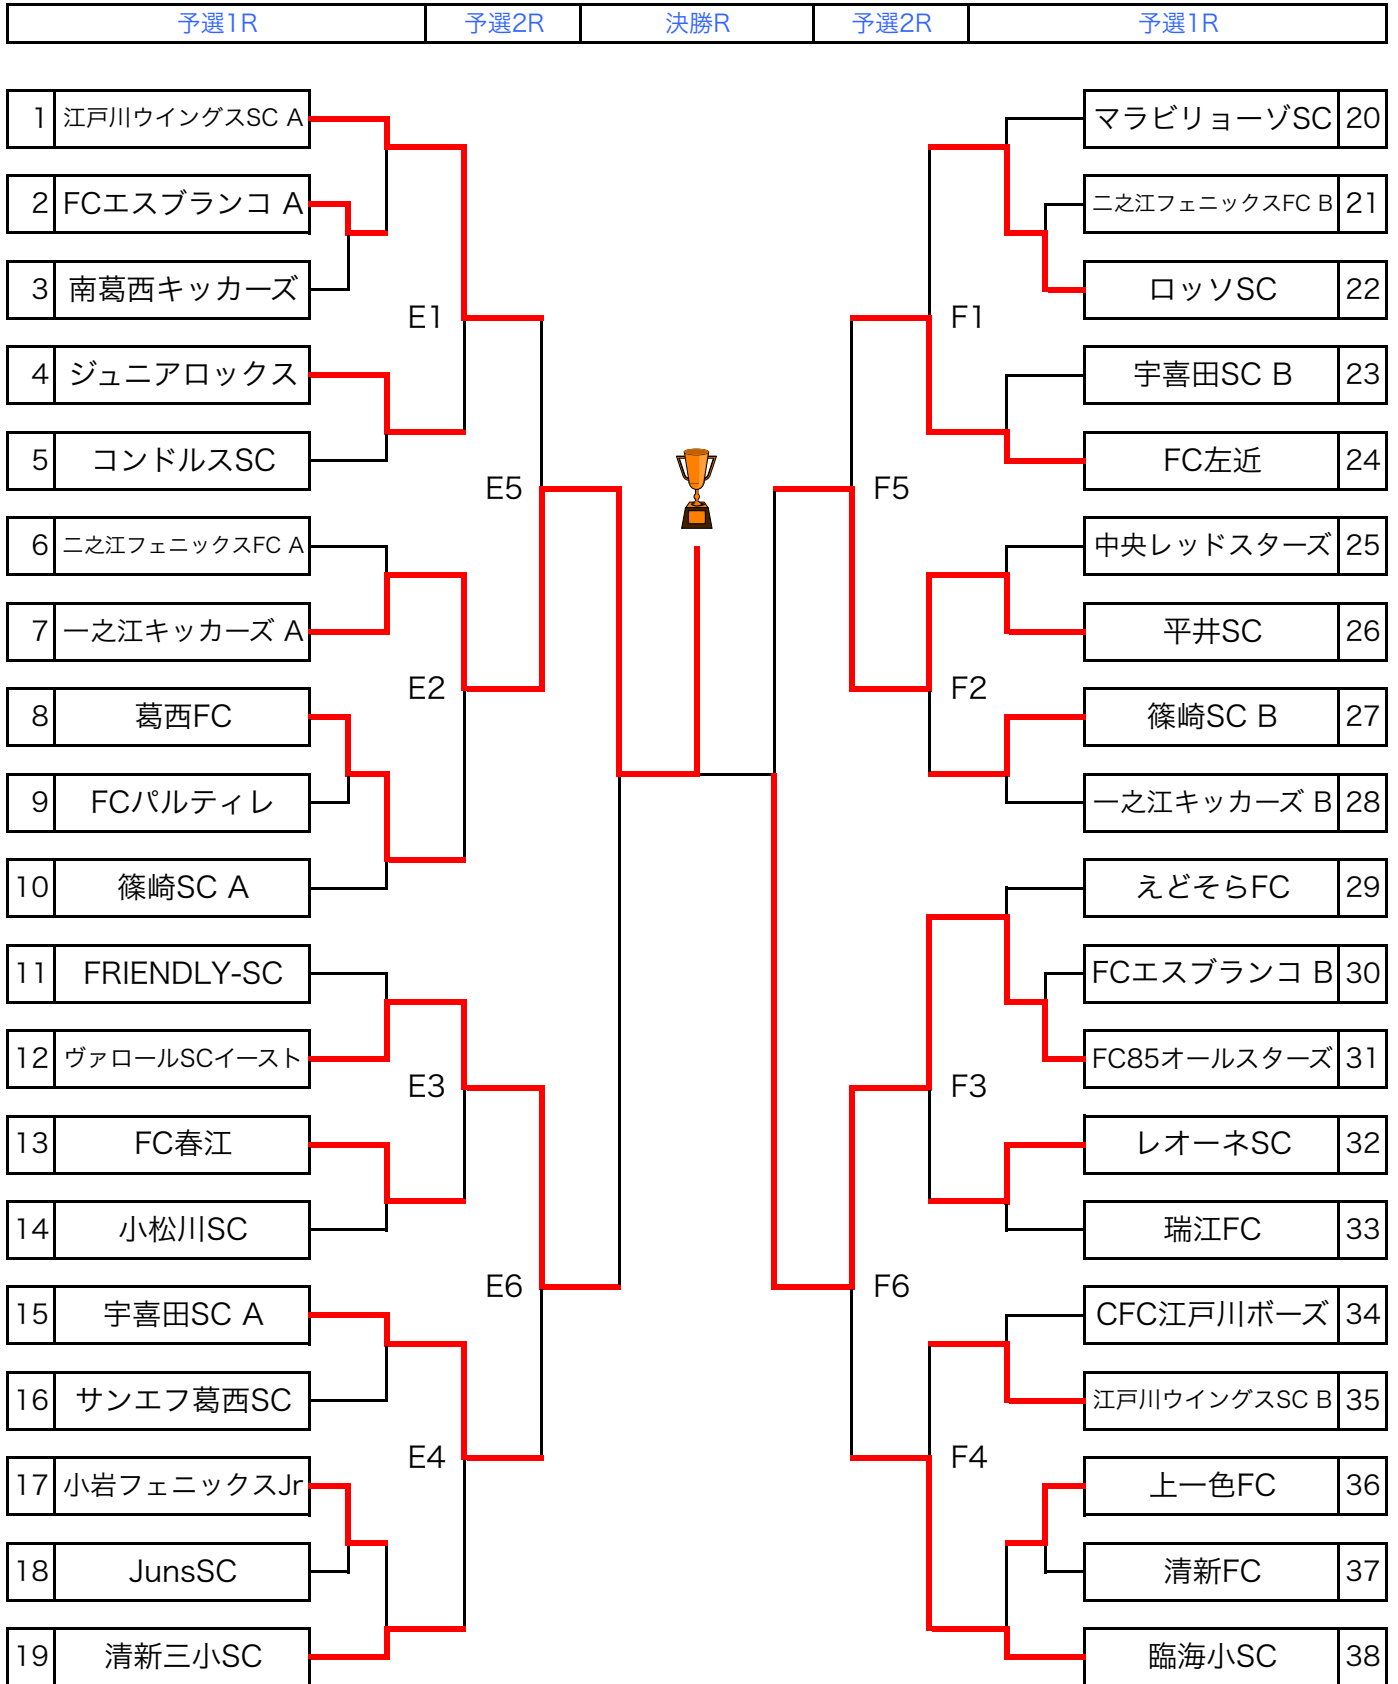 予選1R 予選2R 決勝R 予選2R 予選1R
1 江戸川ウイングスSC A
2 FCエスブランコ A
3 南葛西キッカーズ
E1
4 ジュニアロックス
5 コンドルスSC
E5
6 二之江フェニックスFC A
7 一之江キッカーズ A
E2
8 葛西FC
9 FCパルティレ
10 篠崎SC A
11 FRIENDLY-SC
12 ヴァロールSCイースト
E3
13 FC春江
14 小松川SC
E6
15 宇喜田SC A
16 サンエフ葛西SC
E4
17 小岩フェニックスJr
18 JunsSC
19 清新三小SC
マラビリョーゾSC 20
二之江フェニックスFC B 21
ロッソSC 22
F1
宇喜田SC B 23
FC左近 24
F5
中央レッドスターズ 25
平井SC 26
F2
篠崎SC B 27
一之江キッカーズ B 28
えどそらFC 29
FCエスブランコ B 30
FC85オールスターズ 31
F3
レオーネSC 32
瑞江FC 33
F6
CFC江戸川ボーズ 34
江戸川ウイングスSC B 35
F4
上一色FC 36
清新FC 37
臨海小SC 38